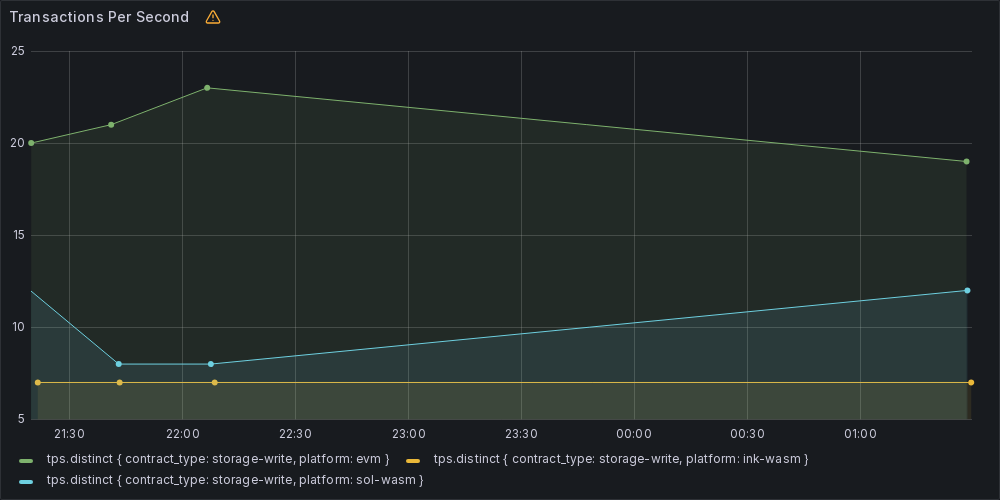 Transactions Per Second
25
20
15
10
5
21:30 22:00 22:30 23:00 23:30 00:00 00:30 01:00
tps.distinct { contract_type: storage-write, platform: evm } tps.distinct { contract_type: storage-write, platform: ink-wasm }
tps.distinct { contract_type: storage-write, platform: sol-wasm }